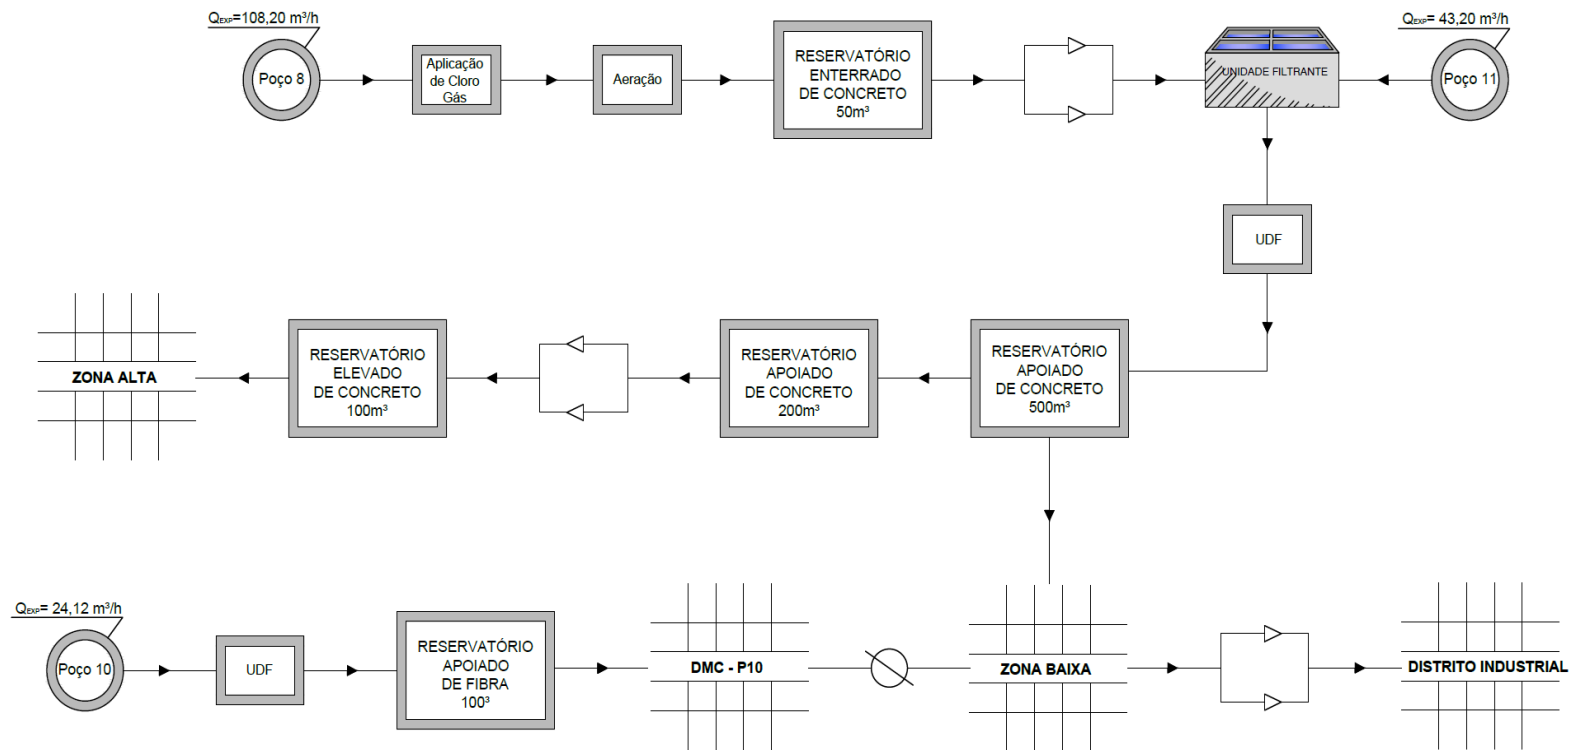 QEXP=108,20 m³/h
QEXP= 43,20 m³/h
Poço 8
Aplicação
de Cloro
Gás
Aeração
RESERVATÓRIO
ENTERRADO
DE CONCRETO
50m³
UNIDADE FILTRANTE
Poço 11
UDF
ZONA ALTA
RESERVATÓRIO
ELEVADO
DE CONCRETO
100m³
RESERVATÓRIO
APOIADO
DE CONCRETO
200m³
RESERVATÓRIO
APOIADO
DE CONCRETO
500m³
QEXP= 24,12 m³/h
Poço 10
UDF
RESERVATÓRIO
APOIADO
DE FIBRA
100³
DMC - P10
ZONA BAIXA
DISTRITO INDUSTRIAL